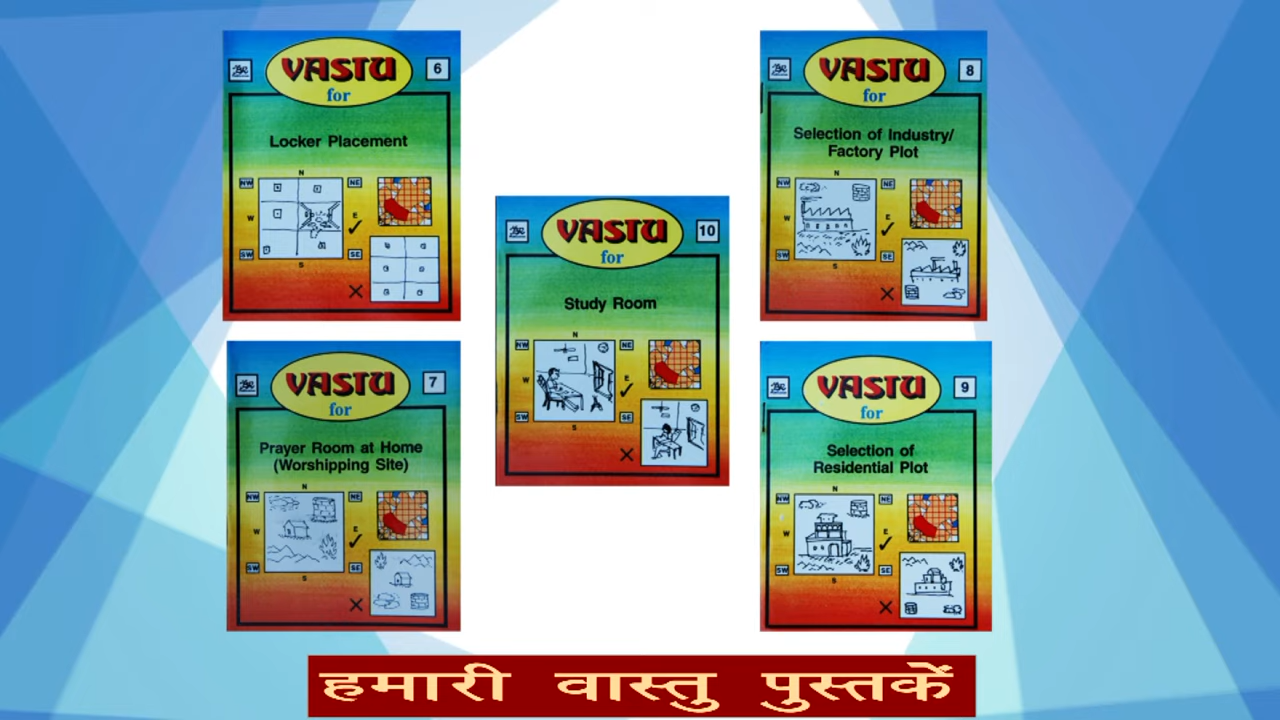 VASTU
6
for
Locker Placement
N
NW
NE
W
E
SW
SE
S
VASTU
7
for
Prayer Room at Home
(Worshipping Site)
N
NW
NE
W
E
SW
SE
S
VASTU
10
for
Study Room
N
NW
NE
W
E
SW
SE
S
VASTU
8
for
Selection of Industry/
Factory Plot
N
NW
NE
W
E
SW
SE
S
VASTU
9
for
Selection of
Residential Plot
N
NW
NE
W
E
SW
SE
S
हमारी वास्तु पुस्तकें